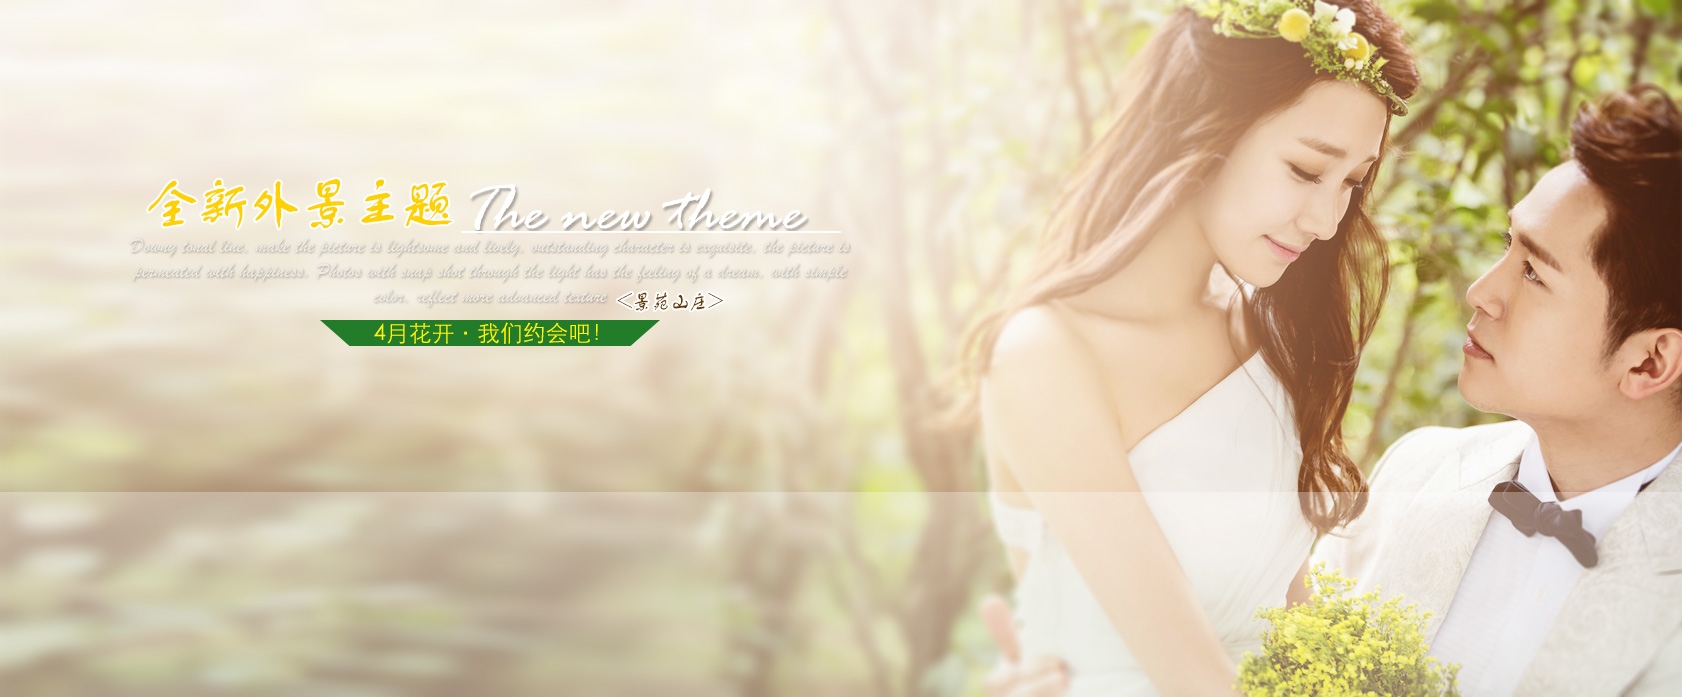 全新外景主题 The new theme
Downg tonal line, make the picture is lightsome and lively, outstanding character is exquisite, the picture is
permeated with happiness. Photos with snap shot through the light has the feeling of a dream, with simple
color, reflect more advanced texture <景苑山庄>
4月花开·我们约会吧!